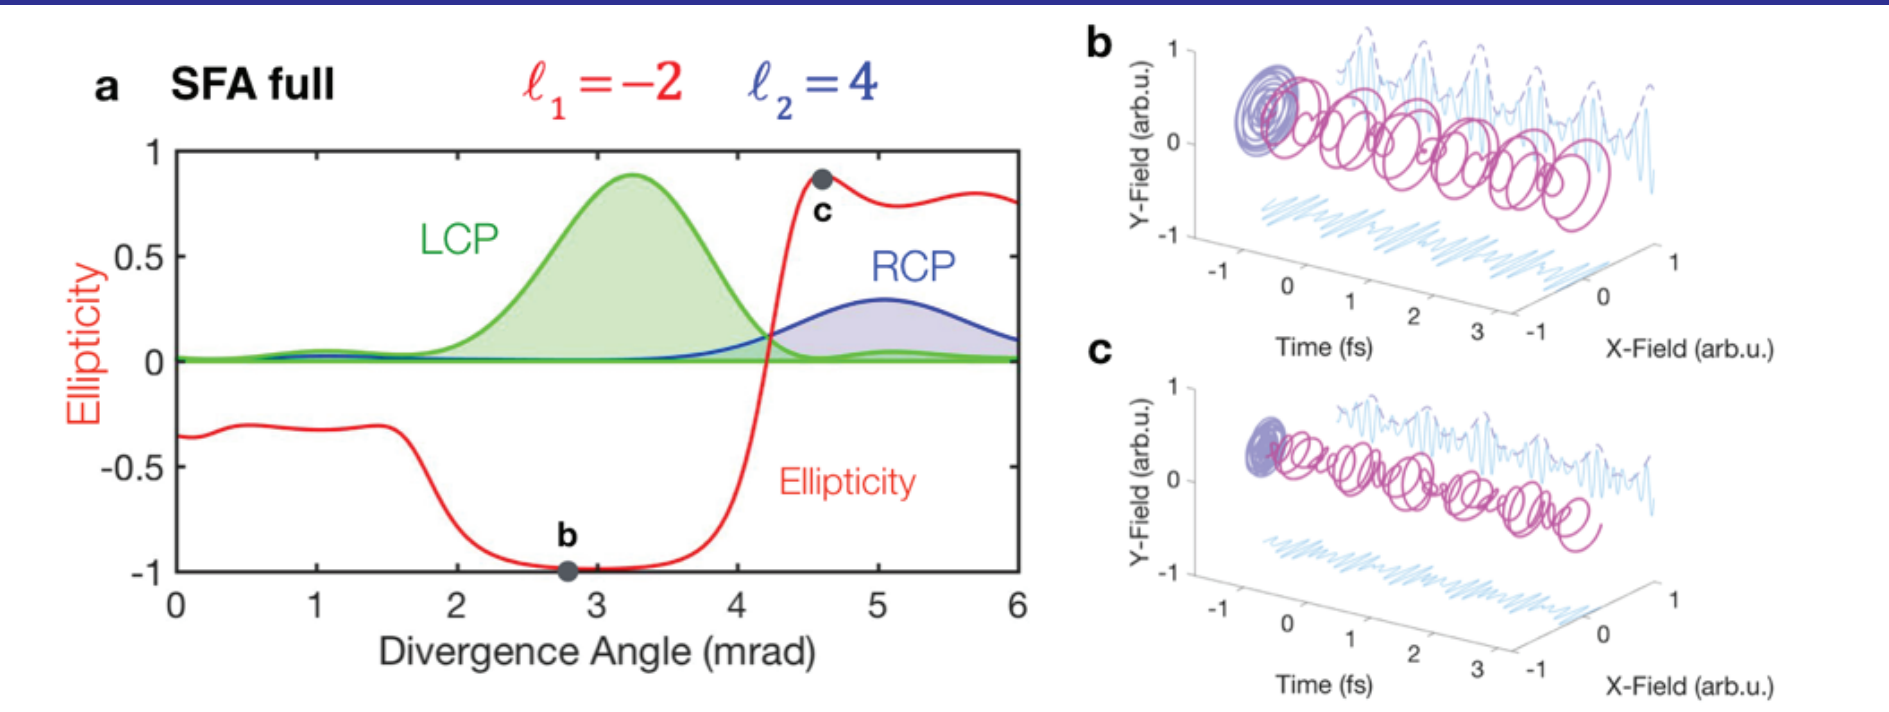 a SFA full ℓ₁ = −2 ℓ₂ = 4
1
0.5
0
-0.5
-1
Ellipticity
LCP
RCP
Ellipticity
b
c
0 1 2 3 4 5 6
Divergence Angle (mrad)
b
1
0
-1
Y-Field (arb.u.)
-1 0 1 2 3
Time (fs)
-1 0 1
X-Field (arb.u.)
c
1
0
-1
Y-Field (arb.u.)
-1 0 1 2 3
Time (fs)
-1 0 1
X-Field (arb.u.)